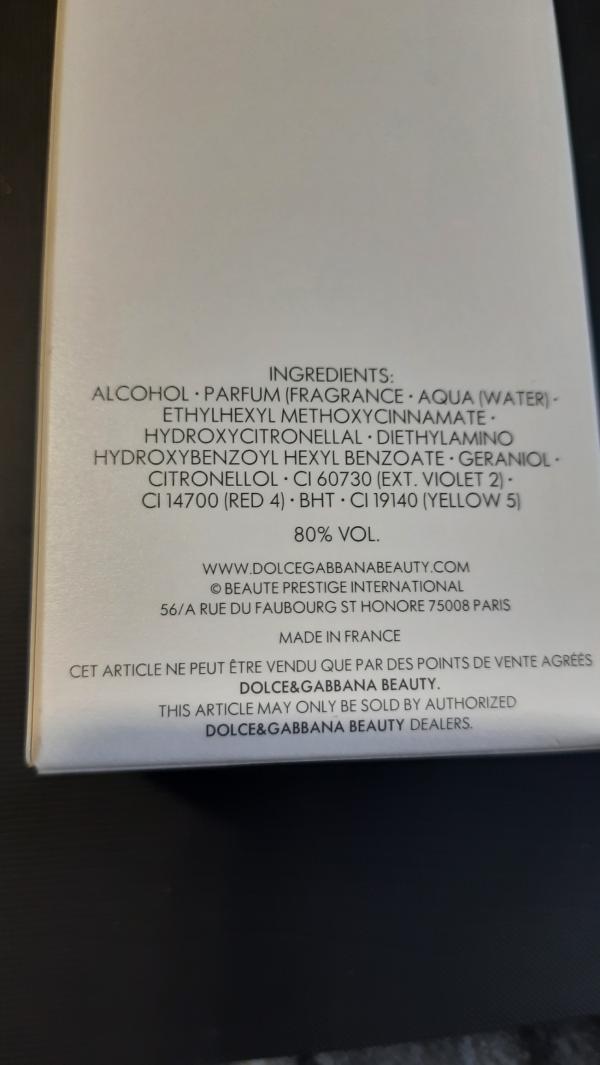 INGREDIENTS:
ALCOHOL · PARFUM (FRAGRANCE · AQUA (WATER) ·
ETHYLHEXYL METHOXYCINNAMATE ·
HYDROXYCITRONELLAL · DIETHYLAMINO
HYDROXYBENZOYL HEXYL BENZOATE · GERANIOL ·
CITRONELLOL · CI 60730 (EXT. VIOLET 2) ·
CI 14700 (RED 4) · BHT · CI 19140 (YELLOW 5)
80% VOL.
WWW.DOLCEGABBANABEAUTY.COM
© BEAUTE PRESTIGE INTERNATIONAL
56/A RUE DU FAUBOURG ST HONORE 75008 PARIS
MADE IN FRANCE
CET ARTICLE NE PEUT ÊTRE VENDU QUE PAR DES POINTS DE VENTE AGRÉÉS
DOLCE&GABBANA BEAUTY.
THIS ARTICLE MAY ONLY BE SOLD BY AUTHORIZED
DOLCE&GABBANA BEAUTY DEALERS.